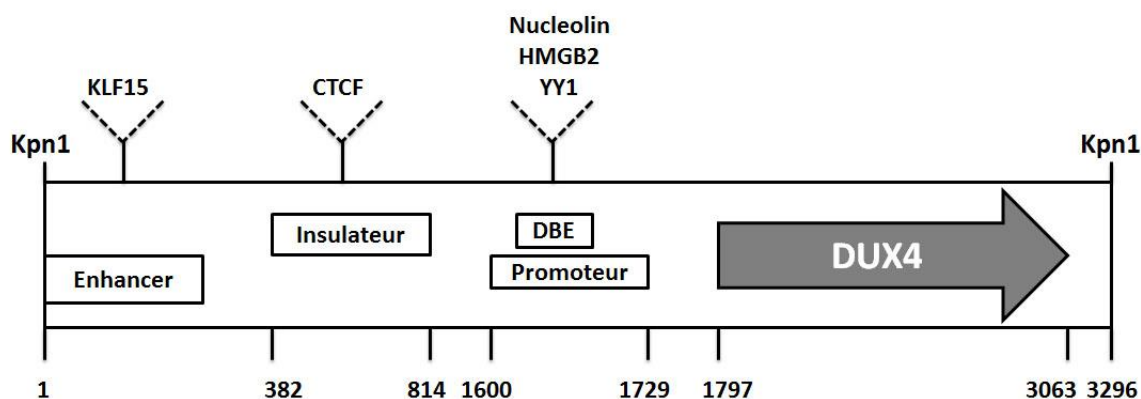 Nucleolin
HMGB2
KLF15 CTCF YY1
Kpn1 Kpn1
Insulateur DBE DUX4
Enhancer Promoteur
1 382 814 1600 1729 1797 3063 3296